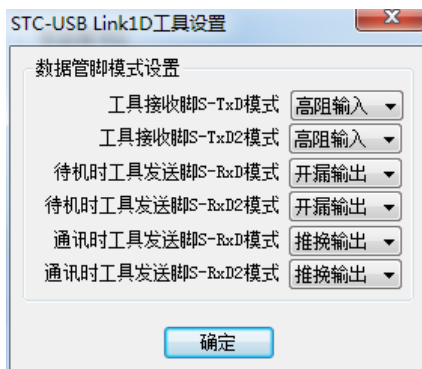 STC-USB Link1D工具设置
数据管脚模式设置
工具接收脚S-TxD模式 高阻输入
工具接收脚S-TxD2模式 高阻输入
待机时工具发送脚S-RxD模式 开漏输出
待机时工具发送脚S-RxD2模式 开漏输出
通讯时工具发送脚S-RxD模式 推挽输出
通讯时工具发送脚S-RxD2模式 推挽输出
确定